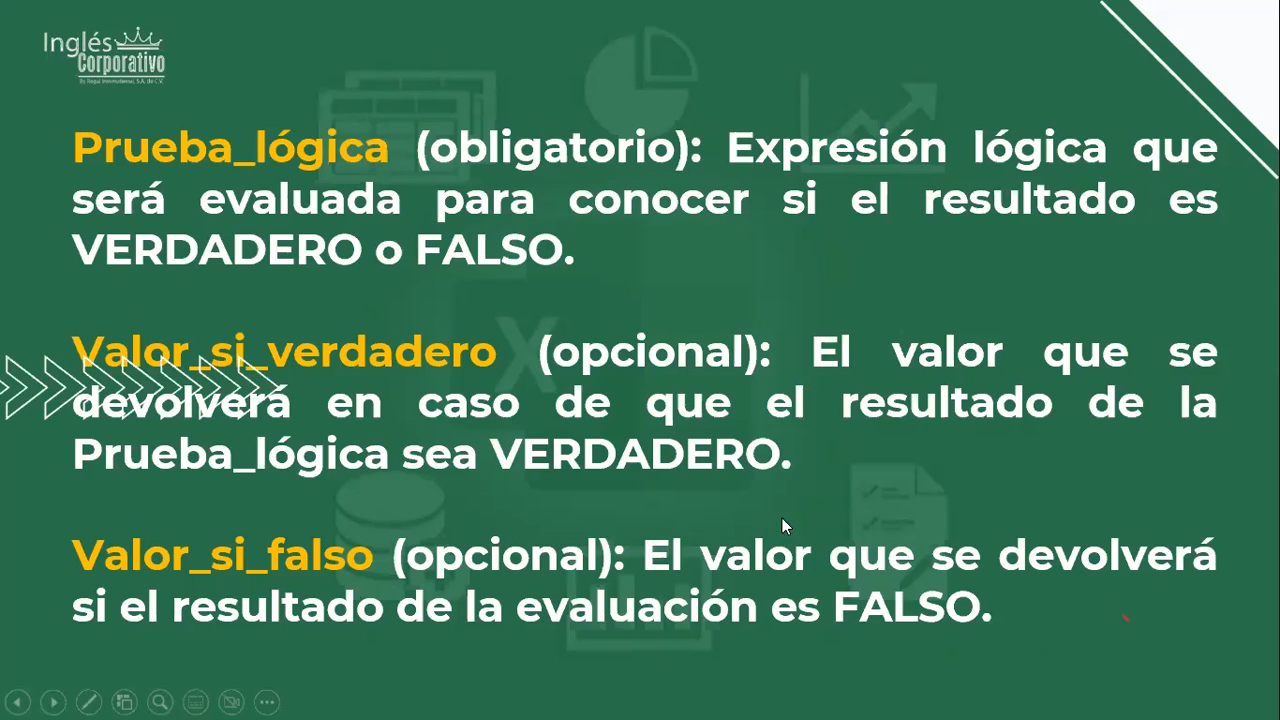 Inglés
Corporativo
Prueba_lógica (obligatorio): Expresión lógica que
será evaluada para conocer si el resultado es
VERDADERO o FALSO.
Valor_si_verdadero (opcional): El valor que se
devolverá en caso de que el resultado de la
Prueba_lógica sea VERDADERO.
Valor_si_falso (opcional): El valor que se devolverá
si el resultado de la evaluación es FALSO.